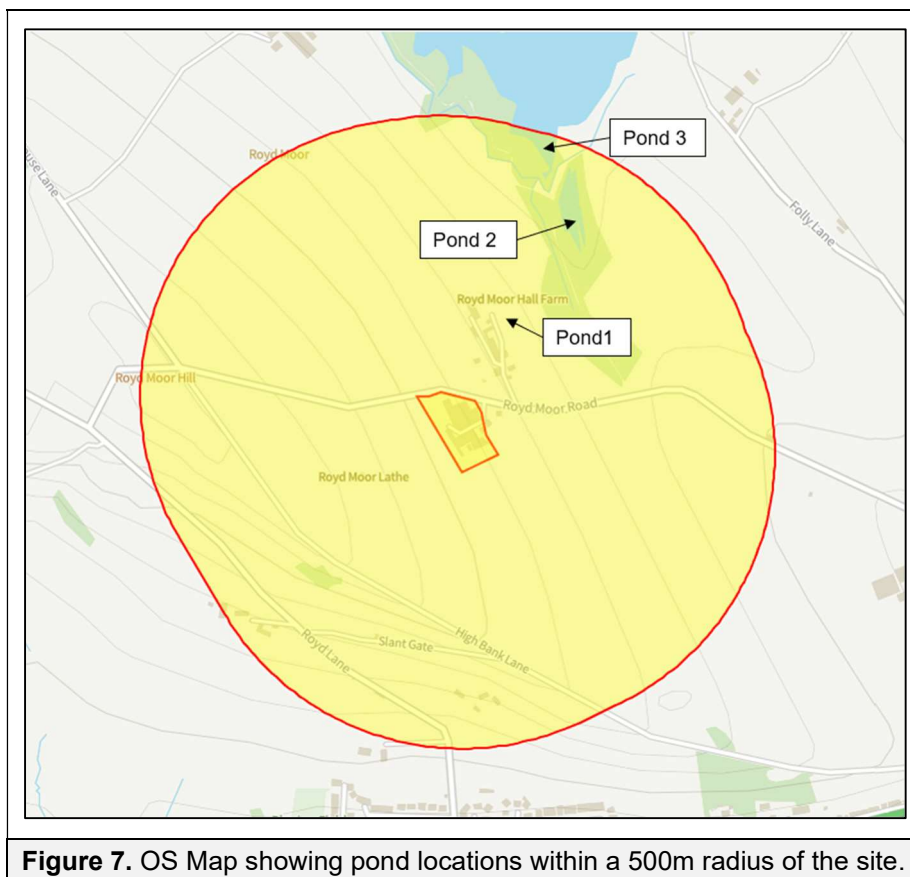 Pond 3
Royd Moor
use Lane
Folly Lane
Pond 2
Royd Moor Hall Farm
Pond1
Royd Moor Hill
Royd Moor Road
Royd Moor Lathe
High Bank Lane
Slant Gate
Royd Lane
Figure 7. OS Map showing pond locations within a 500m radius of the site.